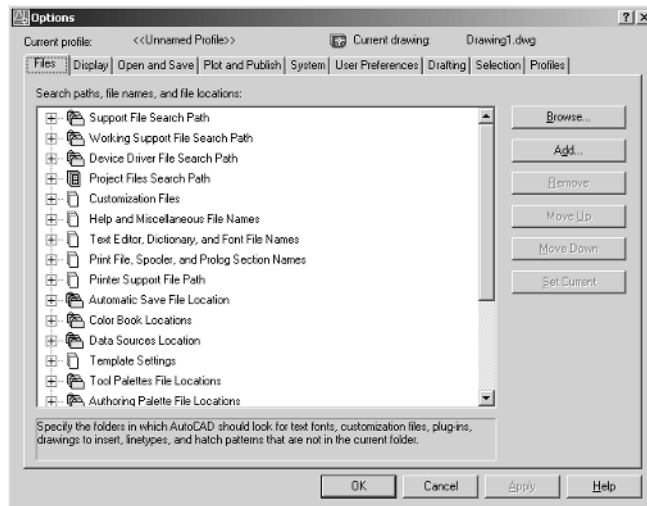 Options
Current profile: <<Unnamed Profile>> Current drawing: Drawing1.dwg
Files Display Open and Save Plot and Publish System User Preferences Drafting Selection Profiles
Search paths, file names, and file locations:
Support File Search Path
Working Support File Search Path
Device Driver File Search Path
Project Files Search Path
Customization Files
Help and Miscellaneous File Names
Text Editor, Dictionary, and Font File Names
Print File, Spooler, and Prolog Section Names
Printer Support File Path
Automatic Save File Location
Color Book Locations
Data Sources Location
Template Settings
Tool Palettes File Locations
Authoring Palette File Locations
Browse...
Add...
Remove
Move Up
Move Down
Set Current
Specify the folders in which AutoCAD should look for text fonts, customization files, plug-ins,
drawings to insert, linetypes, and hatch patterns that are not in the current folder.
OK Cancel Apply Help